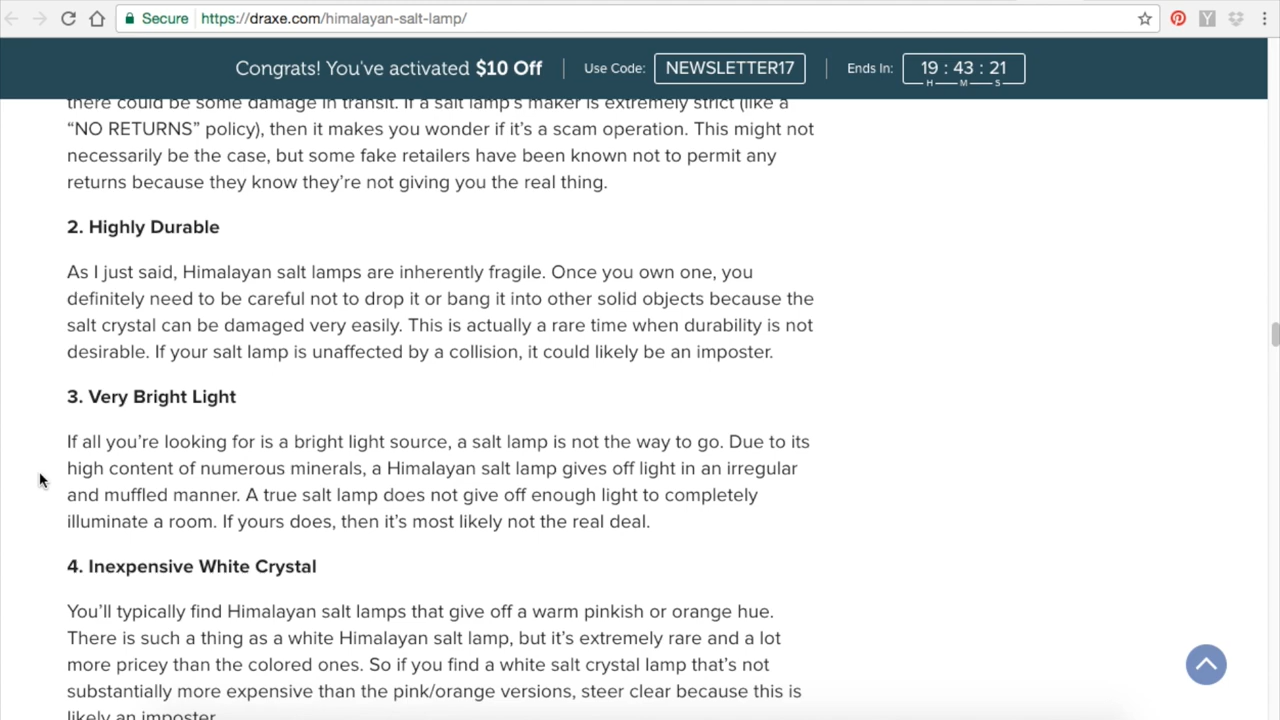 Secure
https://draxe.com/himalayan-salt-lamp/
Congrats! You've activated $10 Off
Use Code:
NEWSLETTER17
Ends In:
19 : 43 : 21
H M S
there could be some damage in transit. If a salt lamp's maker is extremely strict (like a
“NO RETURNS” policy), then it makes you wonder if it's a scam operation. This might not
necessarily be the case, but some fake retailers have been known not to permit any
returns because they know they're not giving you the real thing.
2. Highly Durable
As I just said, Himalayan salt lamps are inherently fragile. Once you own one, you
definitely need to be careful not to drop it or bang it into other solid objects because the
salt crystal can be damaged very easily. This is actually a rare time when durability is not
desirable. If your salt lamp is unaffected by a collision, it could likely be an imposter.
3. Very Bright Light
If all you're looking for is a bright light source, a salt lamp is not the way to go. Due to its
high content of numerous minerals, a Himalayan salt lamp gives off light in an irregular
and muffled manner. A true salt lamp does not give off enough light to completely
illuminate a room. If yours does, then it's most likely not the real deal.
4. Inexpensive White Crystal
You'll typically find Himalayan salt lamps that give off a warm pinkish or orange hue.
There is such a thing as a white Himalayan salt lamp, but it's extremely rare and a lot
more pricey than the colored ones. So if you find a white salt crystal lamp that's not
substantially more expensive than the pink/orange versions, steer clear because this is
likely an imposter.